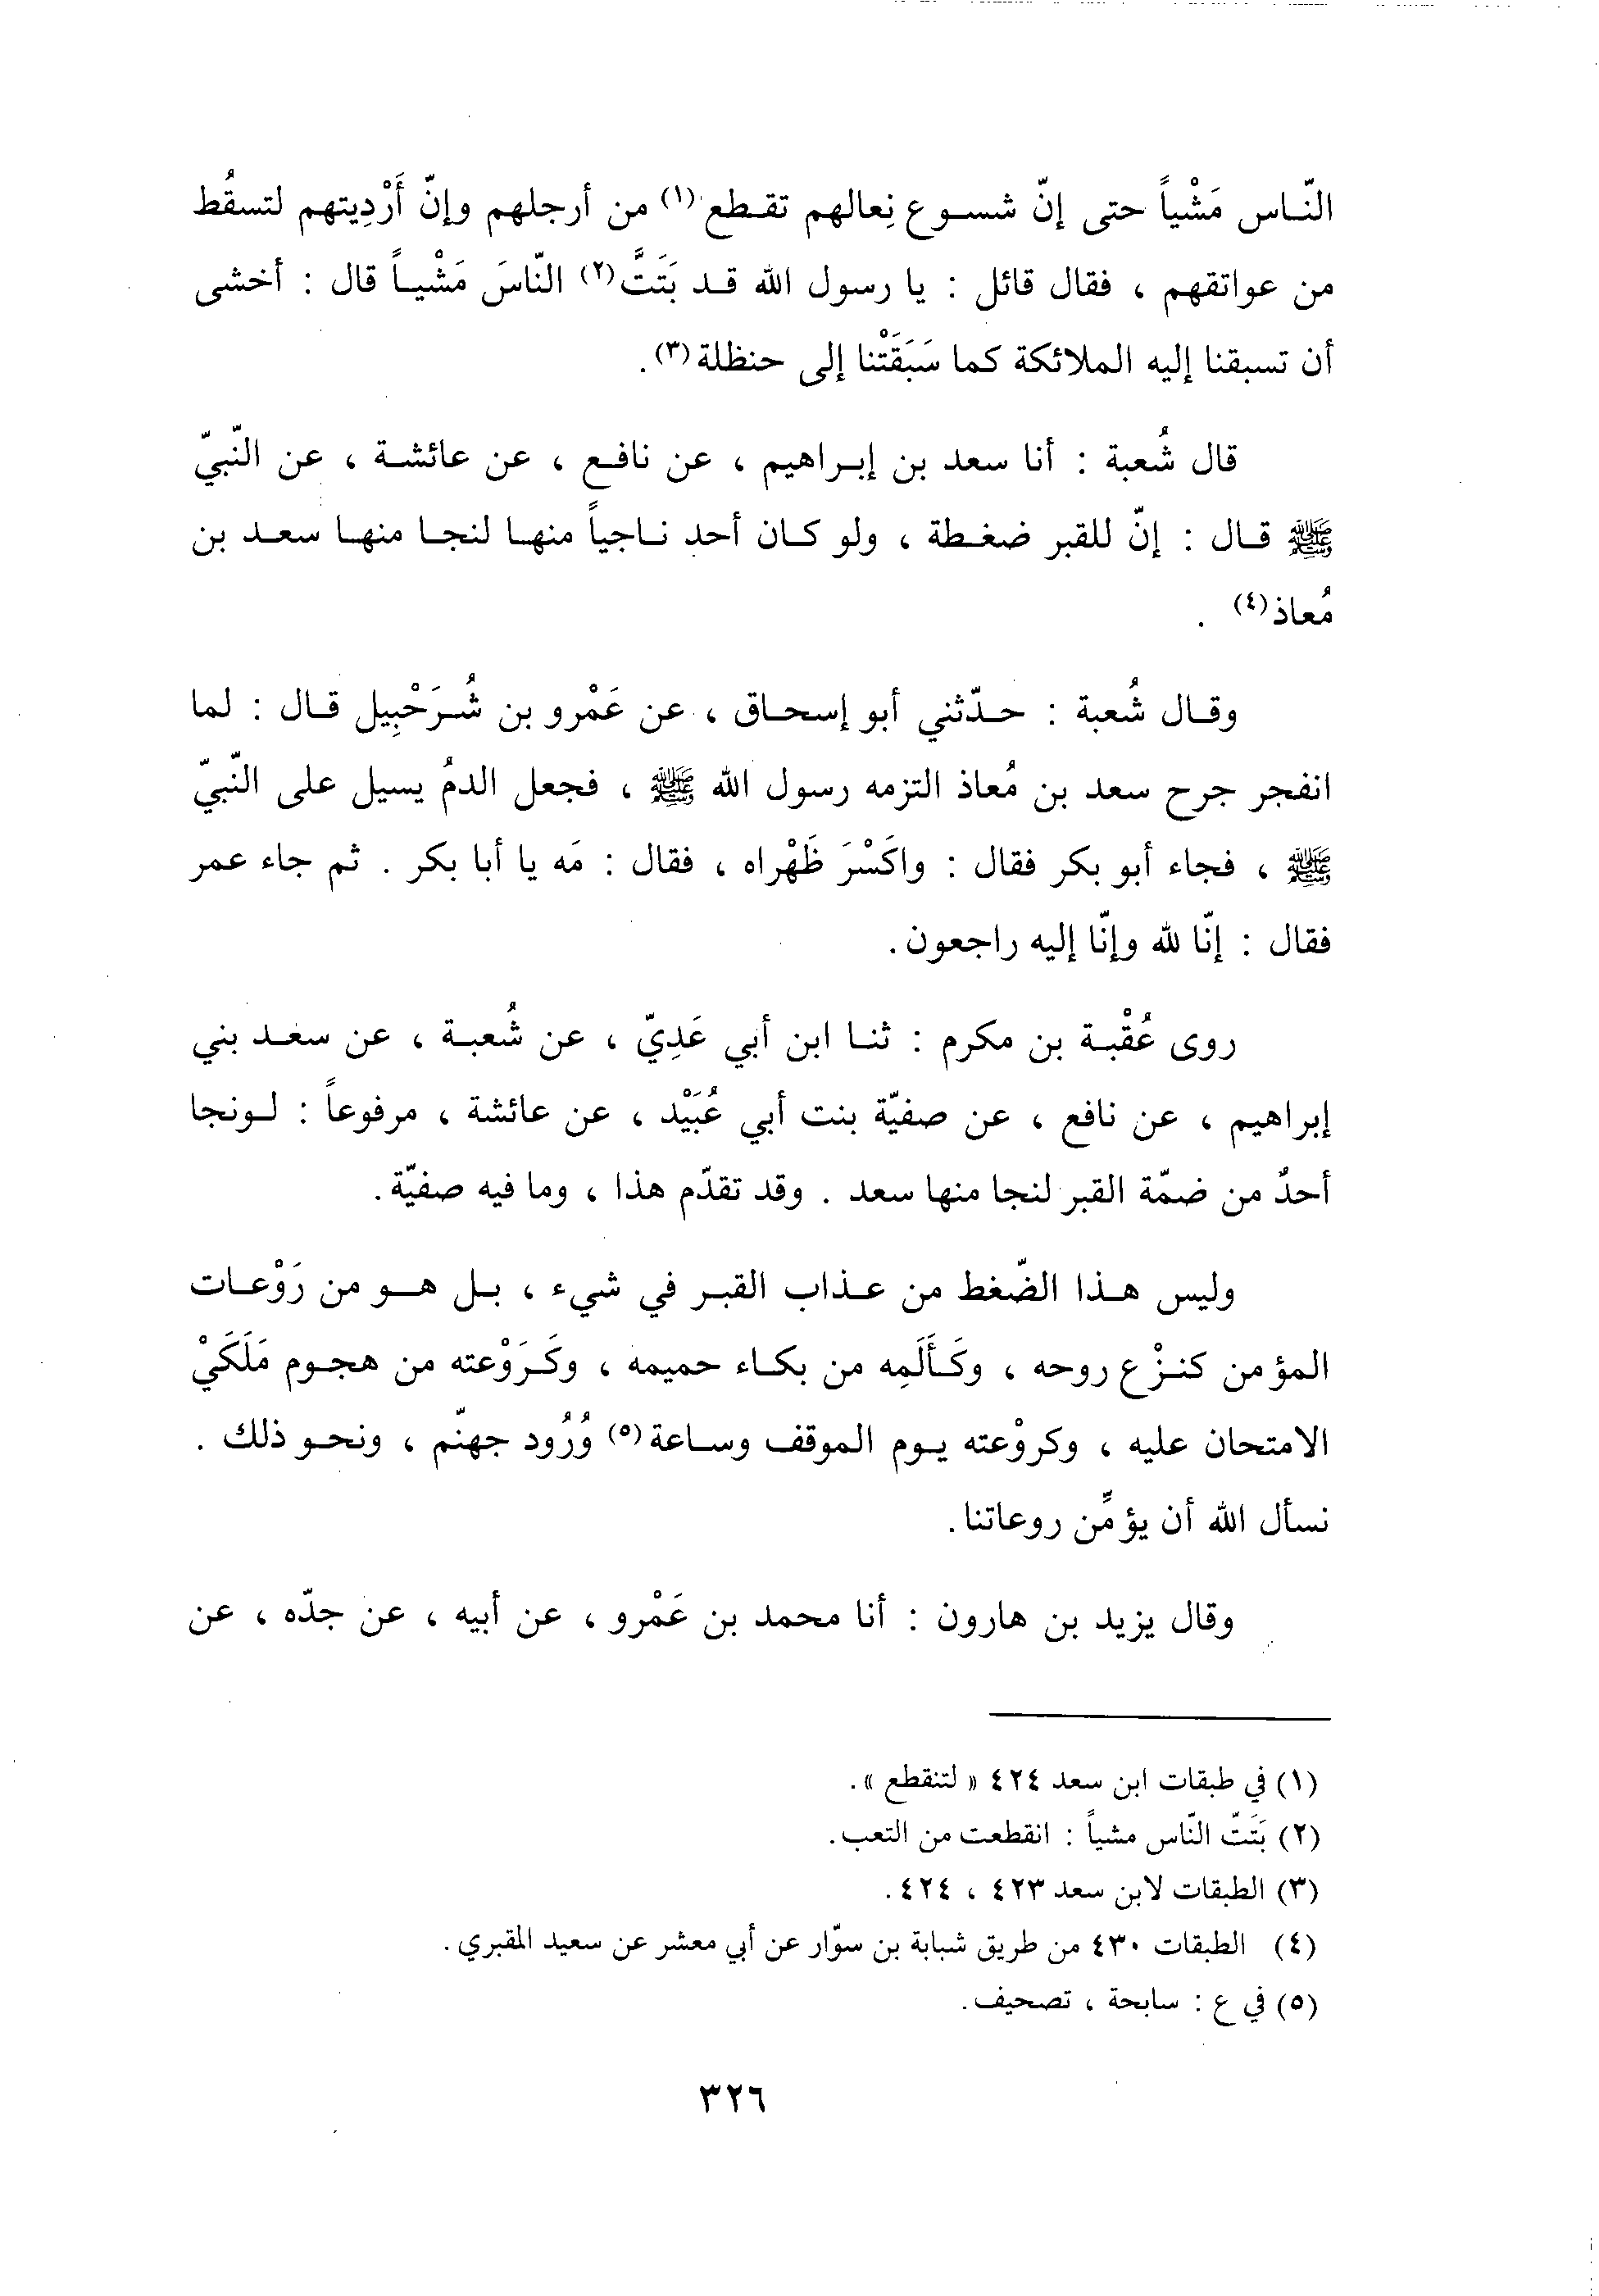 النّاس مَشْياً حتى إنّ شسوع نِعالهم تقطع(١) من أرجلهم وإنّ أَرْدِيتهم لتسقُط
من عواتقهم ، فقال قائل : يا رسول الله قد بَتَتَّ(٢) النّاسَ مَشْياً قال : أخشى
أن تسبقنا إليه الملائكة كما سَبَقَتْنا إلى حنظلة(٣).
قال شُعبة : أنا سعد بن إبراهيم ، عن نافع ، عن عائشة ، عن النّبيّ
ﷺ قال : إنّ للقبر ضغطة ، ولو كان أحد ناجياً منها لنجا منها سعد بن
مُعاذ(٤) .
وقال شُعبة : حدّثني أبو إسحاق ، عن عَمْرو بن شُرَحْبِيل قال : لما
انفجر جرح سعد بن مُعاذ التزمه رسول الله ﷺ ، فجعل الدمُ يسيل على النّبيّ
ﷺ ، فجاء أبو بكر فقال : واكَسْرَ ظَهْراه ، فقال : مَه يا أبا بكر . ثم جاء عمر
فقال : إنّا لله وإنّا إليه راجعون.
روى عُقْبة بن مكرم : ثنا ابن أبي عَدِيّ ، عن شُعبة ، عن سعد بني
إبراهيم ، عن نافع ، عن صفيّة بنت أبي عُبَيْد ، عن عائشة ، مرفوعاً : لونجا
أحدٌ من ضمّة القبر لنجا منها سعد . وقد تقدّم هذا ، وما فيه صفيّة.
وليس هذا الضّغط من عذاب القبر في شيء ، بل هو من رَوْعات
المؤمن كنزْع روحه ، وكَأَلَمِه من بكاء حميمه ، وكَرَوْعته من هجوم مَلَكَيْ
الامتحان عليه ، وكروْعته يوم الموقف وساعة(٥) وُرُود جهنّم ، ونحو ذلك .
نسأل الله أن يؤمِّن روعاتنا.
وقال يزيد بن هارون : أنا محمد بن عَمْرو ، عن أبيه ، عن جدّه ، عن
(١) في طبقات ابن سعد ٤٢٤ « لتنقطع ».
(٢) بَتَتّ النّاس مشياً : انقطعت من التعب.
(٣) الطبقات لابن سعد ٤٢٣ ، ٤٢٤.
(٤) الطبقات ٤٣٠ من طريق شبابة بن سوّار عن أبي معشر عن سعيد المقبري.
(٥) في ع : سابحة ، تصحيف.
٣٢٦